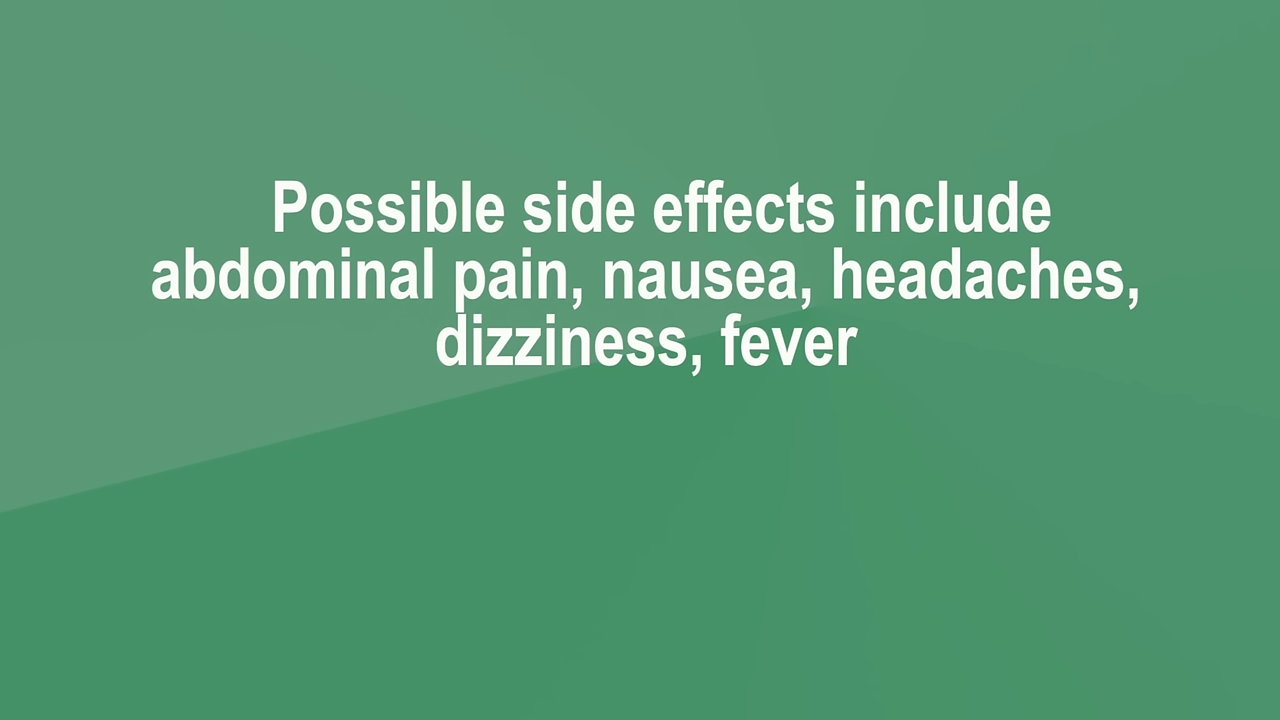 Possible side effects include
abdominal pain, nausea, headaches,
dizziness, fever